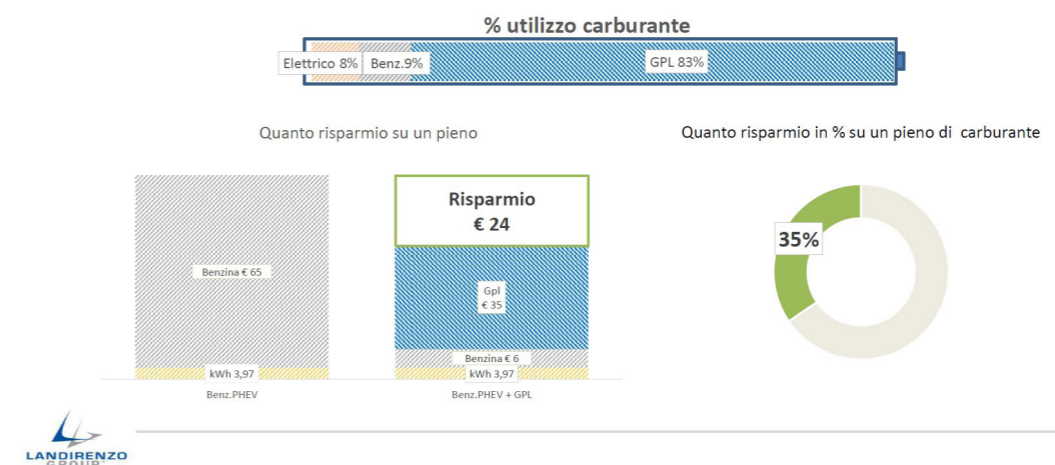 % utilizzo carburante
Elettrico 8%
Benz.9%
GPL 83%
Quanto risparmio su un pieno
Quanto risparmio in % su un pieno di carburante
Risparmio
€ 24
35%
Benzina € 65
Gpl
€ 35
Benzina € 6
kWh 3,97
kWh 3,97
Benz.PHEV
Benz.PHEV + GPL
LANDIRENZO
GROUP